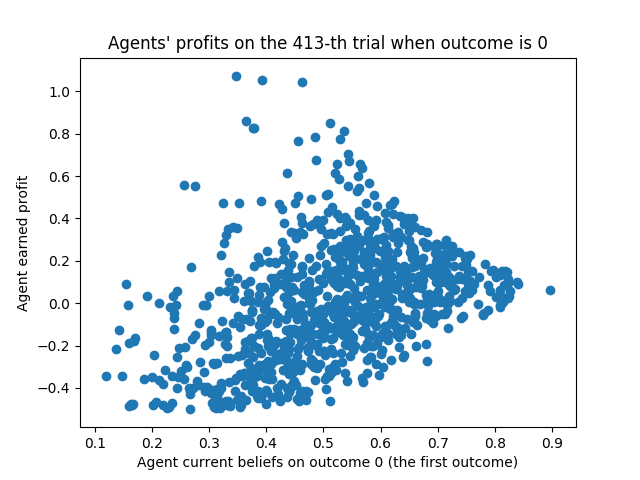 Agents' profits on the 413-th trial when outcome is 0
1.0
0.8
0.6
0.4
0.2
0.0
−0.2
−0.4
Agent earned profit
0.1 0.2 0.3 0.4 0.5 0.6 0.7 0.8 0.9
Agent current beliefs on outcome 0 (the first outcome)